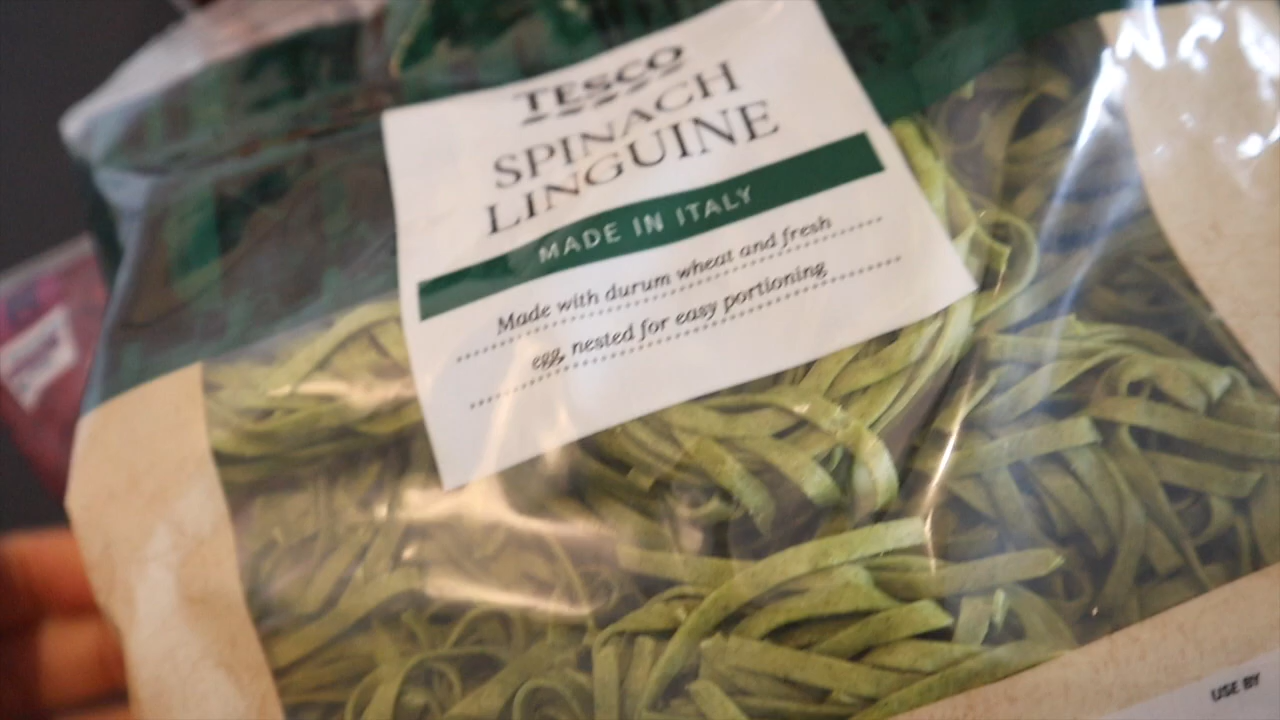 TESCO
SPINACH
LINGUINE
MADE IN ITALY
Made with durum wheat and fresh
egg, nested for easy portioning
USE BY